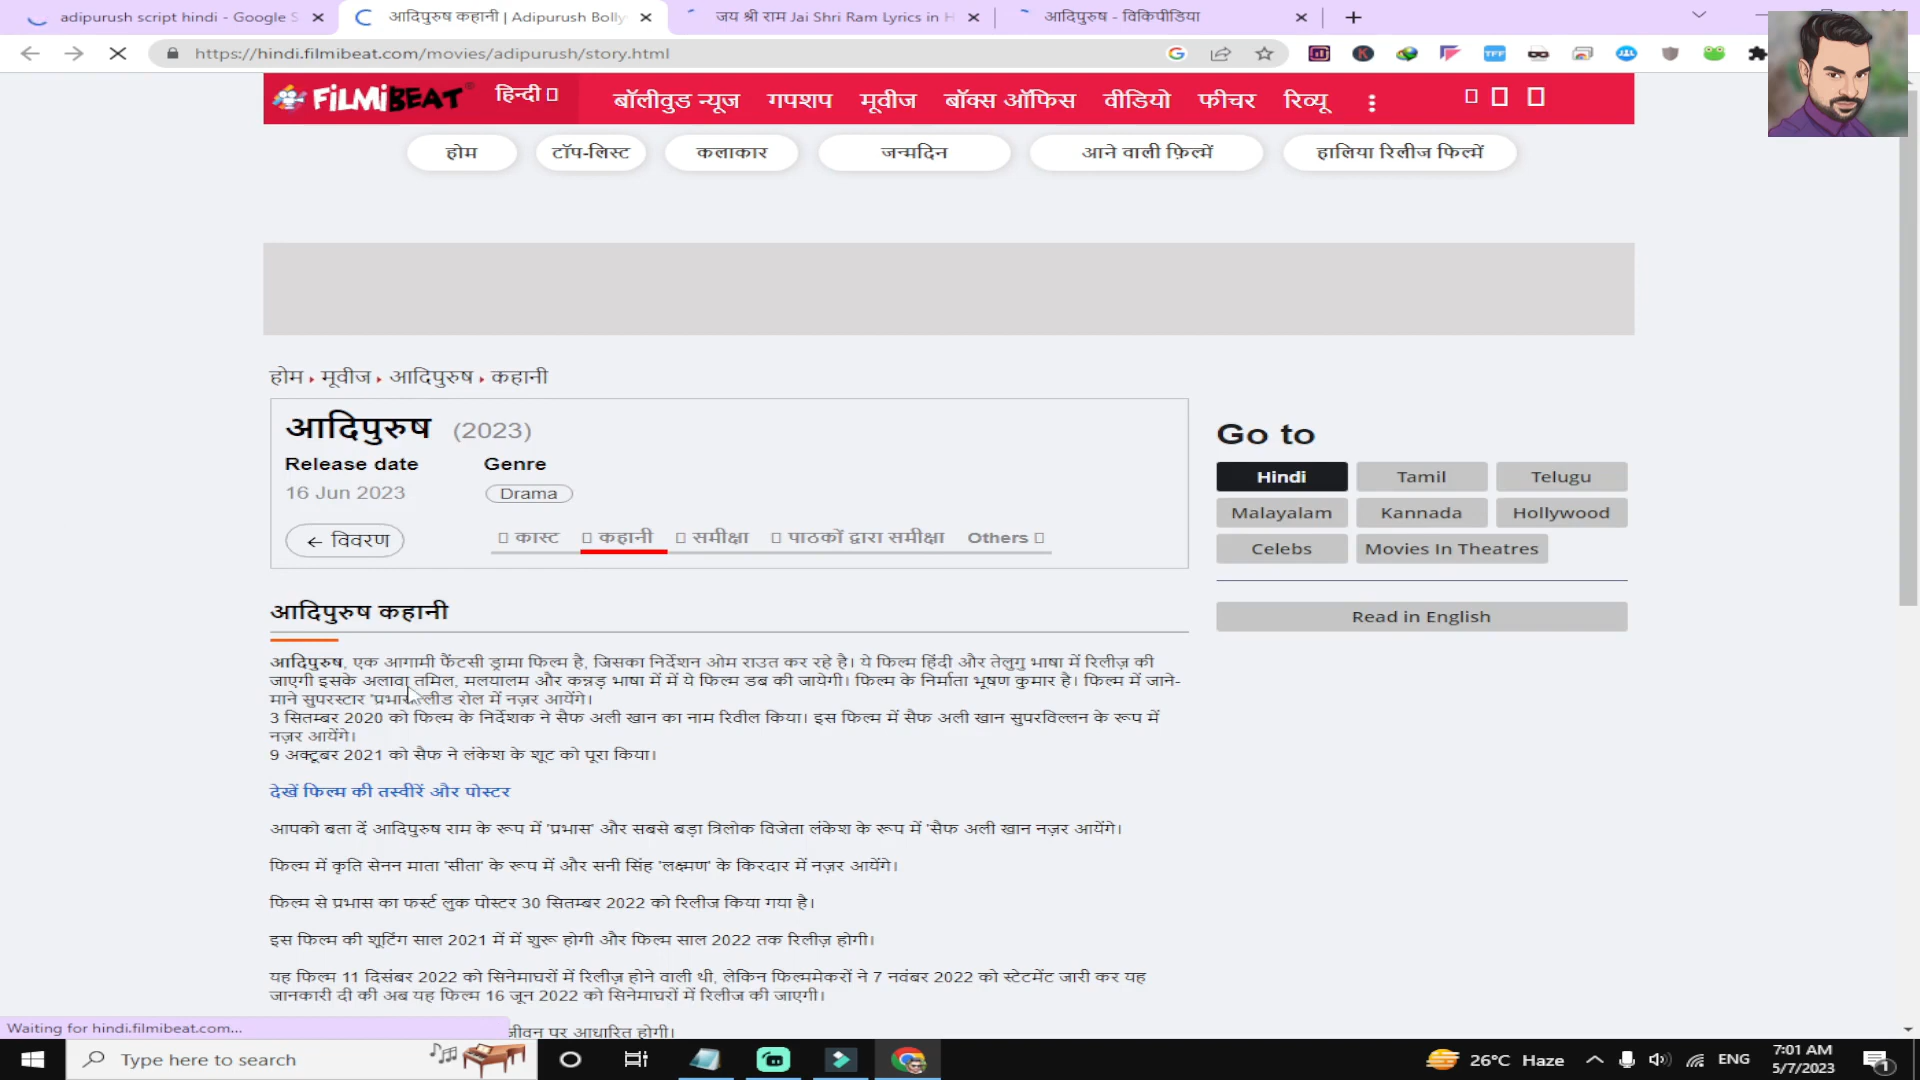 adipurush script hindi - Google S
आदिपुरुष कहानी | Adipurush Bolly
जय श्री राम Jai Shri Ram Lyrics in H
आदिपुरुष - विकिपीडिया
https://hindi.filmibeat.com/movies/adipurush/story.html
FiLMiBEAT हिन्दी बॉलीवुड न्यूज गपशप मूवीज बॉक्स ऑफिस वीडियो फीचर रिव्यू
होम टॉप-लिस्ट कलाकार जन्मदिन आने वाली फ़िल्में हालिया रिलीज फिल्में
होम मूवीज आदिपुरुष कहानी
आदिपुरुष (2023)
Release date Genre
16 Jun 2023 Drama
विवरण कास्ट कहानी समीक्षा पाठकों द्वारा समीक्षा Others
Go to
Hindi Tamil Telugu
Malayalam Kannada Hollywood
Celebs Movies In Theatres
Read in English
आदिपुरुष कहानी
आदिपुरुष, एक आगामी फैंटसी ड्रामा फिल्म है, जिसका निर्देशन ओम राउत कर रहे है। ये फिल्म हिंदी और तेलुगु भाषा में रिलीज़ की
जाएगी इसके अलावा तमिल, मलयालम और कन्नड़ भाषा में में ये फिल्म डब की जायेगी। फिल्म के निर्माता भूषण कुमार है। फिल्म में जाने-
माने सुपरस्टार 'प्रभास' लीड रोल में नज़र आयेंगे।
3 सितम्बर 2020 को फिल्म के निर्देशक ने सैफ अली खान का नाम रिवील किया। इस फिल्म में सैफ अली खान सुपरविल्लन के रूप में
नज़र आयेंगे।
9 अक्टूबर 2021 को सैफ ने लंकेश के शूट को पूरा किया।
देखें फिल्म की तस्वीरें और पोस्टर
आपको बता दें आदिपुरुष राम के रूप में 'प्रभास' और सबसे बड़ा त्रिलोक विजेता लंकेश के रूप में 'सैफ अली खान नज़र आयेंगे।
फिल्म में कृति सेनन माता 'सीता' के रूप में और सनी सिंह 'लक्ष्मण' के किरदार में नज़र आयेंगे।
फिल्म से प्रभास का फर्स्ट लुक पोस्टर 30 सितम्बर 2022 को रिलीज किया गया है।
इस फिल्म की शूटिंग साल 2021 में में शुरू होगी और फिल्म साल 2022 तक रिलीज़ होगी।
यह फिल्म 11 दिसंबर 2022 को सिनेमाघरों में रिलीज़ होने वाली थी, लेकिन फिल्ममेकरों ने 7 नवंबर 2022 को स्टेटमेंट जारी कर यह
जानकारी दी की अब यह फिल्म 16 जून 2022 को सिनेमाघरों में रिलीज की जाएगी।
जीवन पर आधारित होगी।
Waiting for hindi.filmibeat.com...
Type here to search
26°C Haze
ENG
7:01 AM
5/7/2023
1